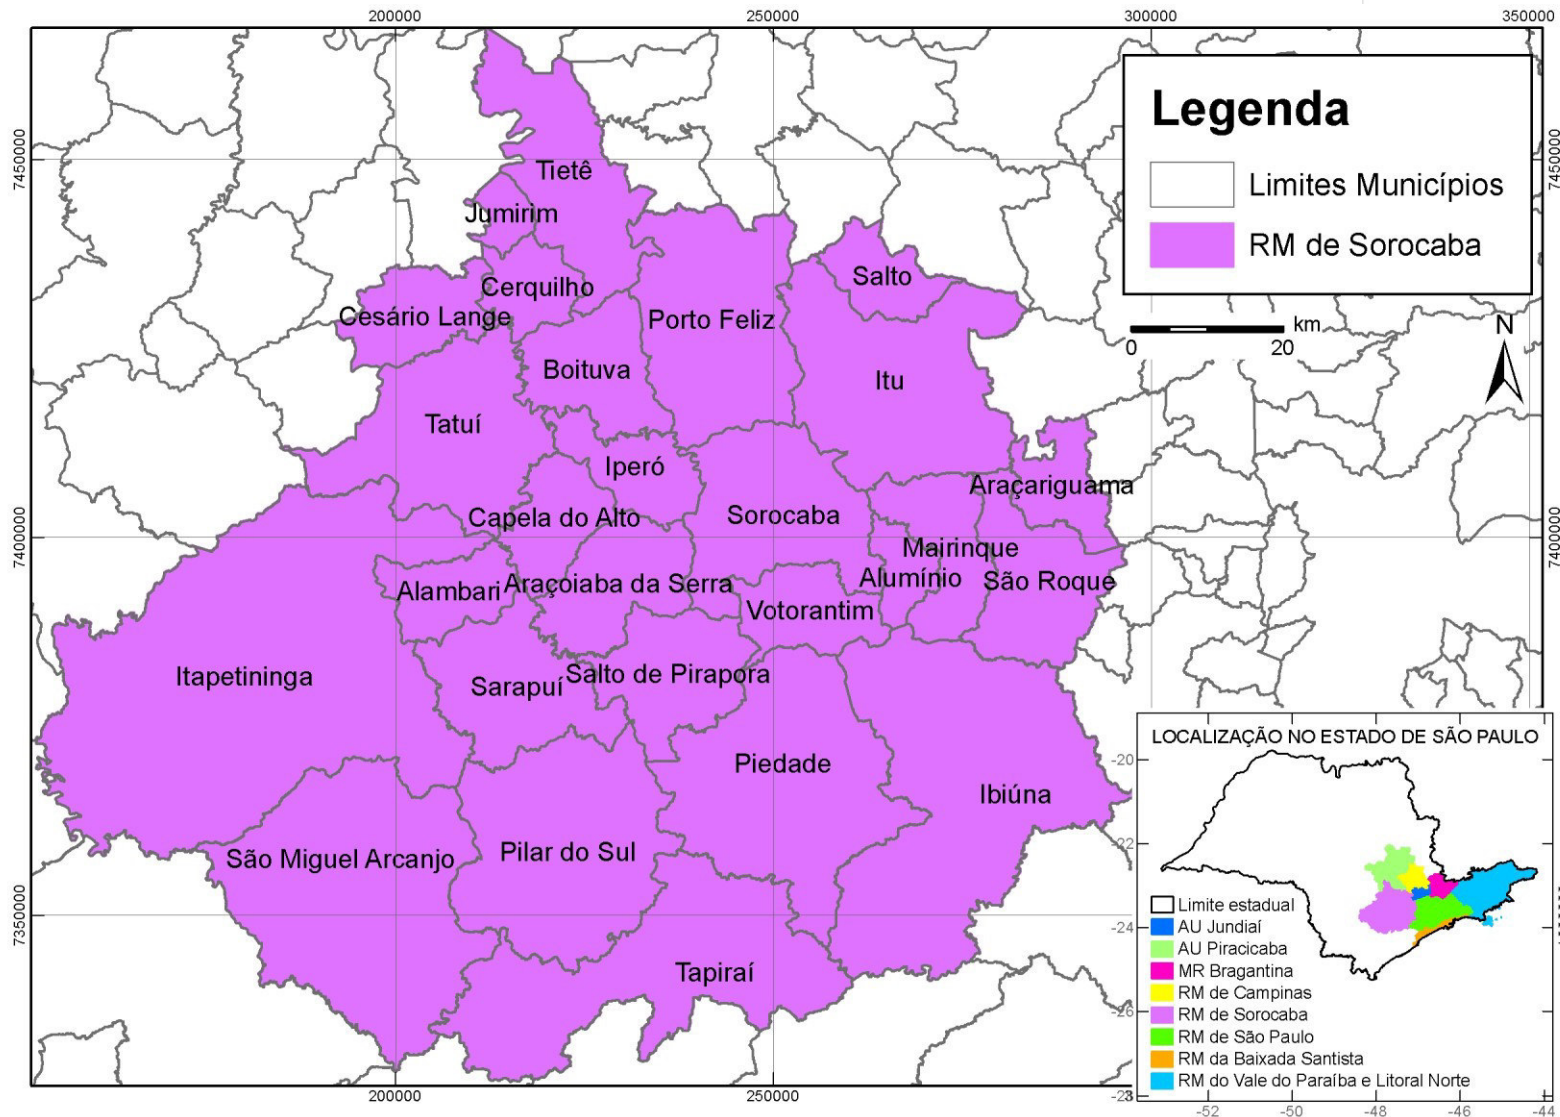 200000
250000
300000
350000
7450000
7450000
Legenda
Limites Municípios
RM de Sorocaba
Tietê
Jumirim
Cerquilho
Cesário Lange
Porto Feliz
Salto
km
0
20
N
Boituva
Itu
Tatuí
Iperó
Araçariguama
Capela do Alto
Sorocaba
7400000
7400000
Mairinque
Alambari
Araçoiaba da Serra
Alumínio
São Roque
Votorantim
Itapetininga
Sarapuí
Salto de Pirapora
Piedade
Ibiúna
São Miguel Arcanjo
Pilar do Sul
7350000
Tapiraí
200000
250000
LOCALIZAÇÃO NO ESTADO DE SÃO PAULO
-20
-22
-24
-26
Limite estadual
AU Jundiaí
AU Piracicaba
MR Bragantina
RM de Campinas
RM de Sorocaba
RM de São Paulo
RM da Baixada Santista
RM do Vale do Paraíba e Litoral Norte
-52
-50
-48
-46